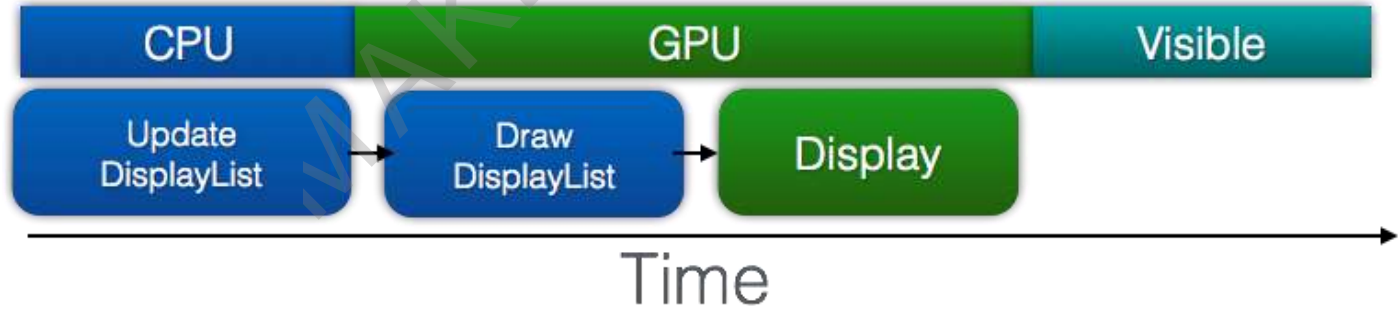 CPU
GPU
Visible
Update
DisplayList
Draw
DisplayList
Display
Time